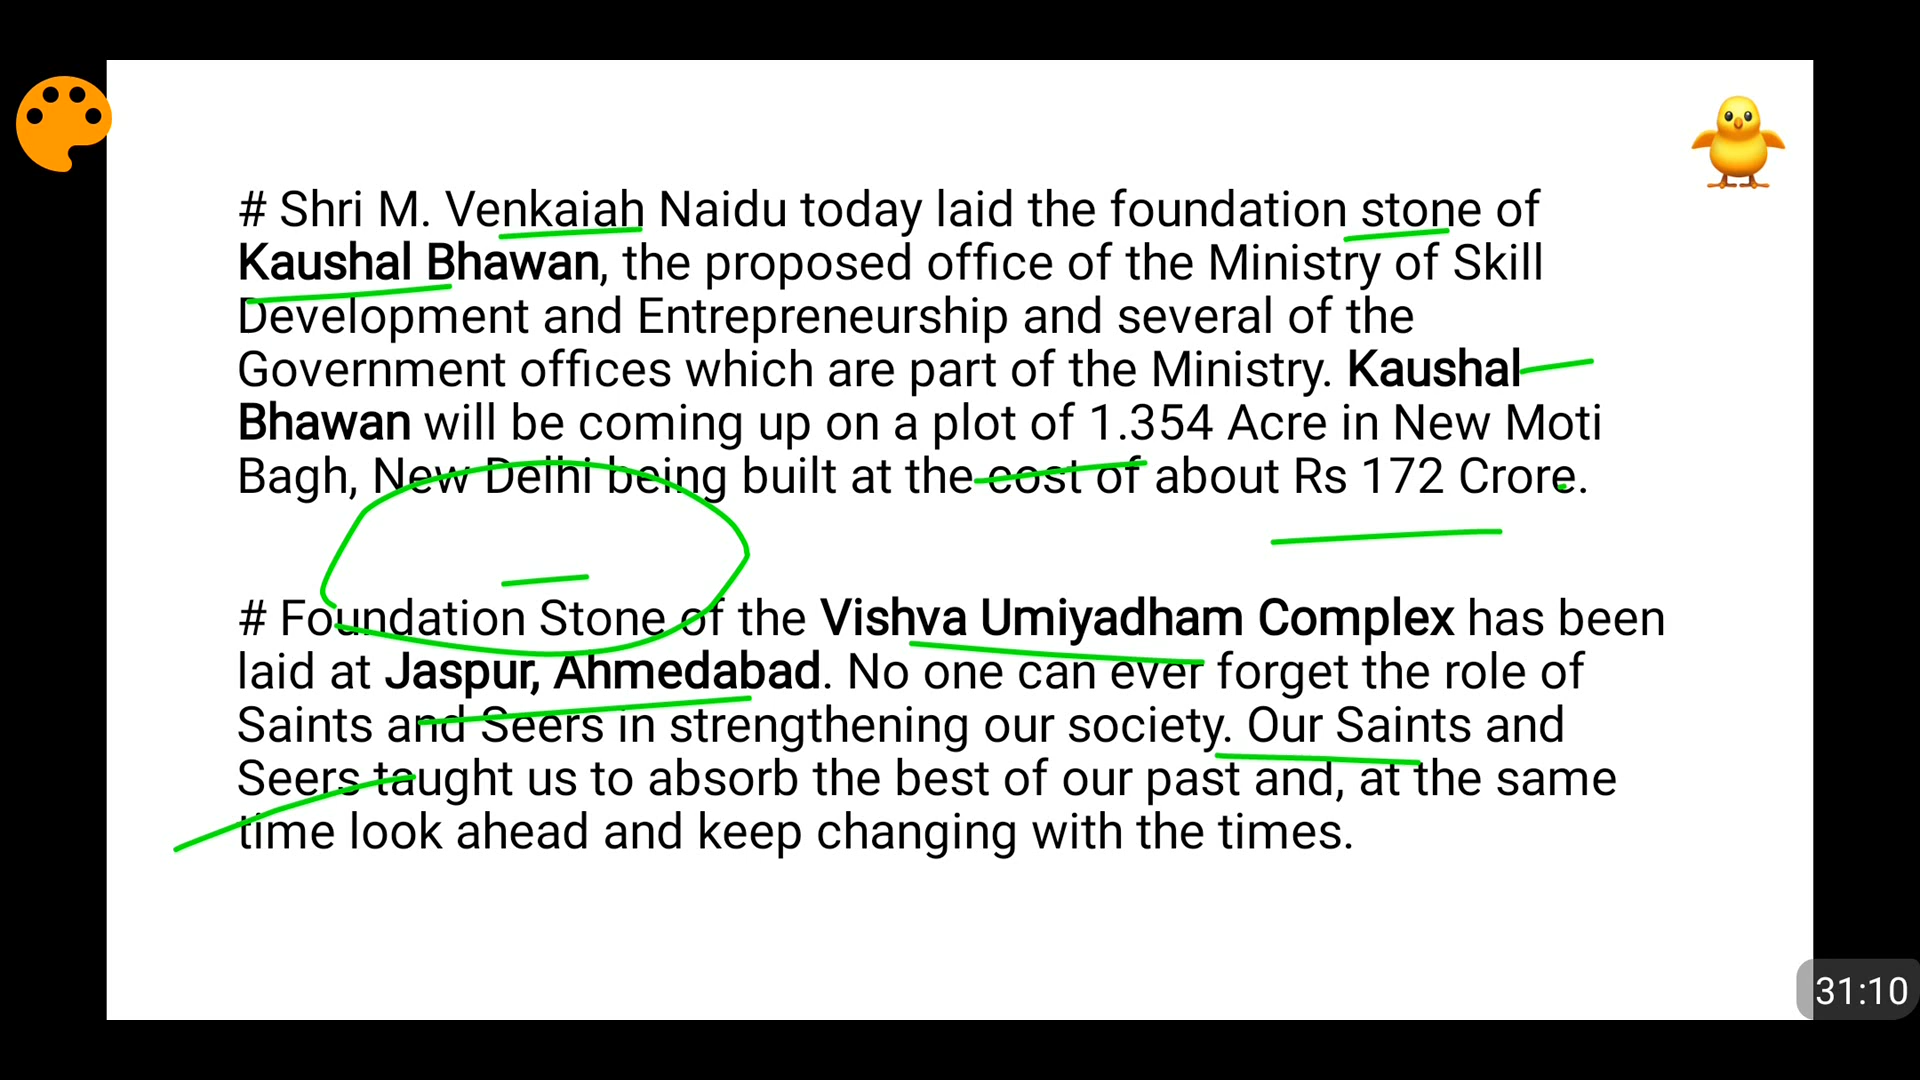 # Shri M. Venkaiah Naidu today laid the foundation stone of
Kaushal Bhawan, the proposed office of the Ministry of Skill
Development and Entrepreneurship and several of the
Government offices which are part of the Ministry. Kaushal
Bhawan will be coming up on a plot of 1.354 Acre in New Moti
Bagh, New Delhi being built at the cost of about Rs 172 Crore.
# Foundation Stone of the Vishva Umiyadham Complex has been
laid at Jaspur, Ahmedabad. No one can ever forget the role of
Saints and Seers in strengthening our society. Our Saints and
Seers taught us to absorb the best of our past and, at the same
time look ahead and keep changing with the times.
31:10